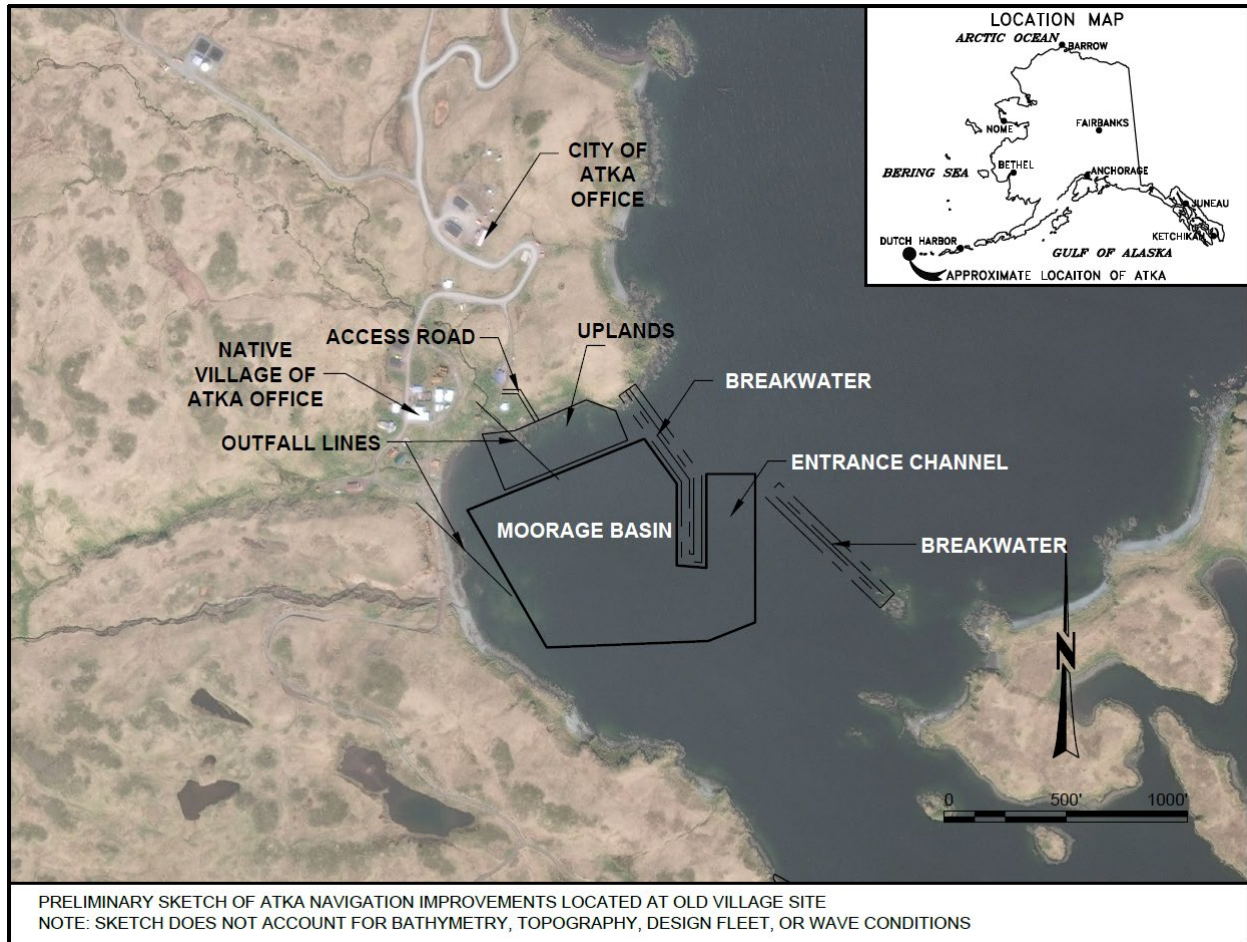 LOCATION MAP
ARCTIC OCEAN
BARROW
NOME
FAIRBANKS
BERING SEA
BETHEL
ANCHORAGE
JUNEAU
KETCHIKAN
DUTCH HARBOR
GULF OF ALASKA
APPROXIMATE LOCAITON OF ATKA
CITY OF
ATKA
OFFICE
ACCESS ROAD
UPLANDS
NATIVE
VILLAGE OF
ATKA OFFICE
BREAKWATER
OUTFALL LINES
ENTRANCE CHANNEL
MOORAGE BASIN
BREAKWATER
N
0 500' 1000'
PRELIMINARY SKETCH OF ATKA NAVIGATION IMPROVEMENTS LOCATED AT OLD VILLAGE SITE
NOTE: SKETCH DOES NOT ACCOUNT FOR BATHYMETRY, TOPOGRAPHY, DESIGN FLEET, OR WAVE CONDITIONS